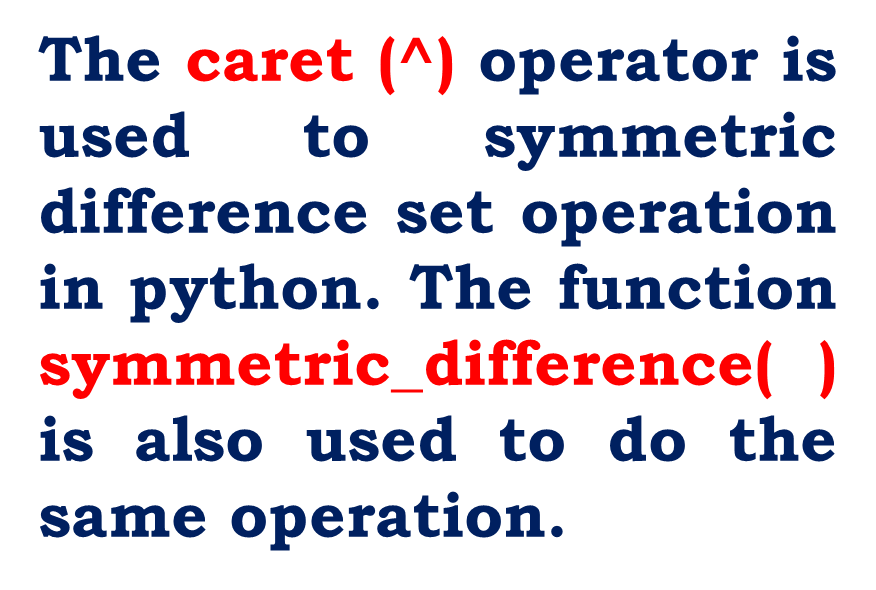 The caret (^) operator is
used to symmetric
difference set operation
in python. The function
symmetric_difference( )
is also used to do the
same operation.